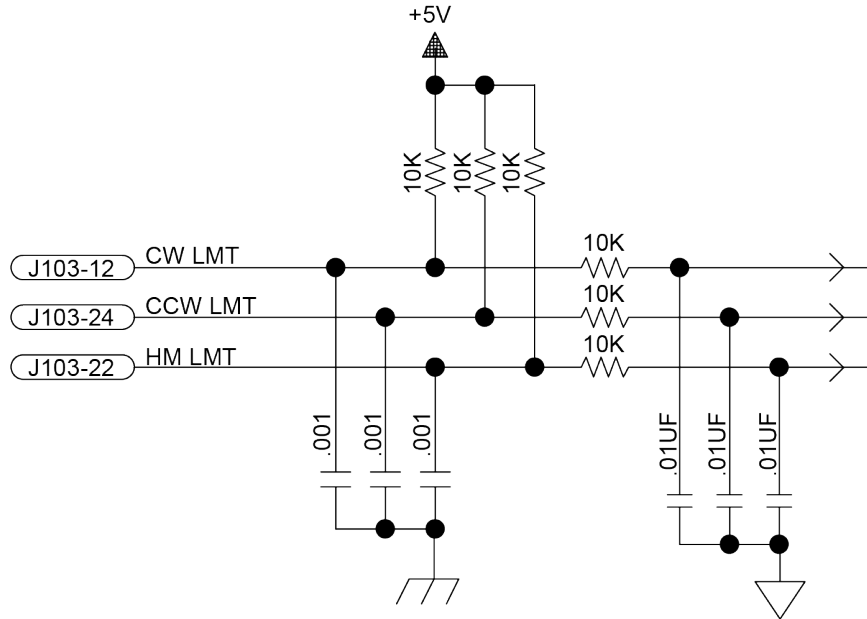 +5V
10K
10K
10K
J103-12
CW LMT
10K
J103-24
CCW LMT
10K
J103-22
HM LMT
10K
.001
.001
.001
.01UF
.01UF
.01UF